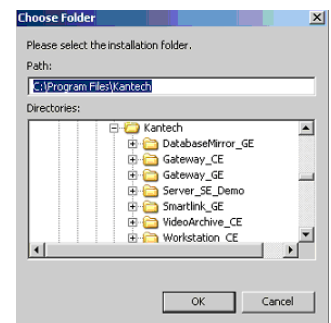 Choose Folder
Please select the installation folder.
Path:
C:\Program Files\Kantech
Directories:
Kantech
DatabaseMirror_GE
Gateway_CE
Gateway_GE
Server_SE_Demo
Smartlink_GE
VideoArchive_CE
Workstation_CE
OK
Cancel